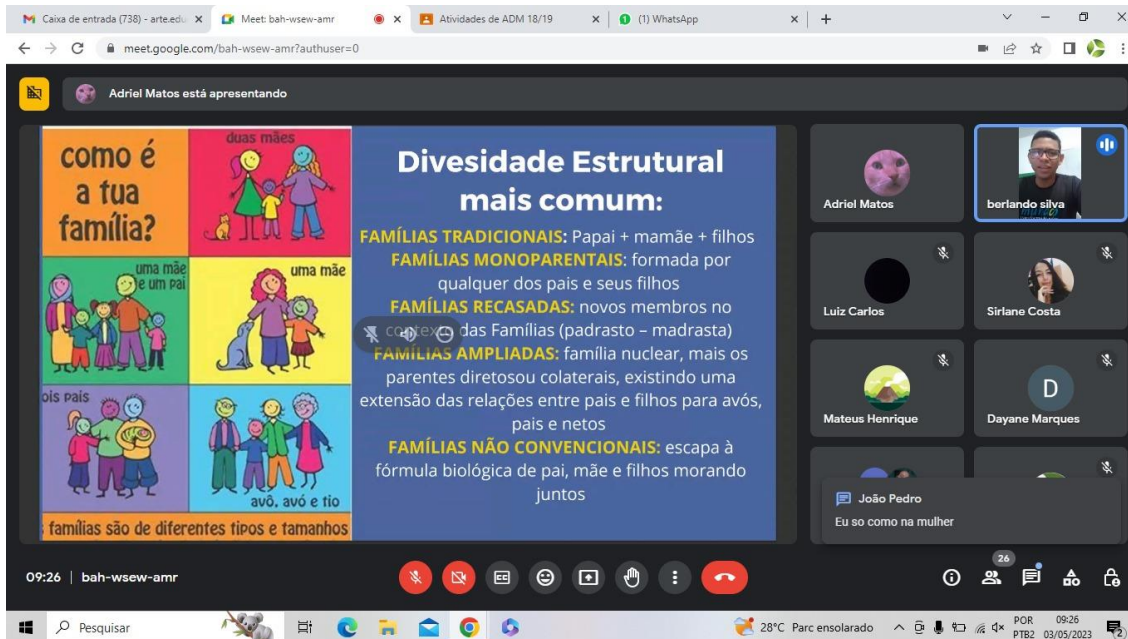 Caixa de entrada (738) - arte.edu
Meet: bah-wsew-amr
Atividades de ADM 18/19
(1) WhatsApp
meet.google.com/bah-wsew-amr?authuser=0
Adriel Matos está apresentando
como é
a tua
família?
duas mães
uma mãe
e um pai
uma mãe
ois pais
avô, avó e tio
famílias são de diferentes tipos e tamanhos
Divesidade Estrutural
mais comum:
FAMÍLIAS TRADICIONAIS: Papai + mamãe + filhos
FAMÍLIAS MONOPARENTAIS: formada por
qualquer dos pais e seus filhos
FAMÍLIAS RECASADAS: novos membros no
contexto das Famílias (padrasto – madrasta)
FAMÍLIAS AMPLIADAS: família nuclear, mais os
parentes diretosou colaterais, existindo uma
extensão das relações entre pais e filhos para avós,
pais e netos
FAMÍLIAS NÃO CONVENCIONAIS: escapa à
fórmula biológica de pai, mãe e filhos morando
juntos
Adriel Matos
berlando silva
Luiz Carlos
Sirlane Costa
Mateus Henrique
D
Dayane Marques
João Pedro
Eu so como na mulher
09:26 | bah-wsew-amr
26
Pesquisar
28°C Parc ensolarado
POR
PTB2
09:26
03/05/2023
2